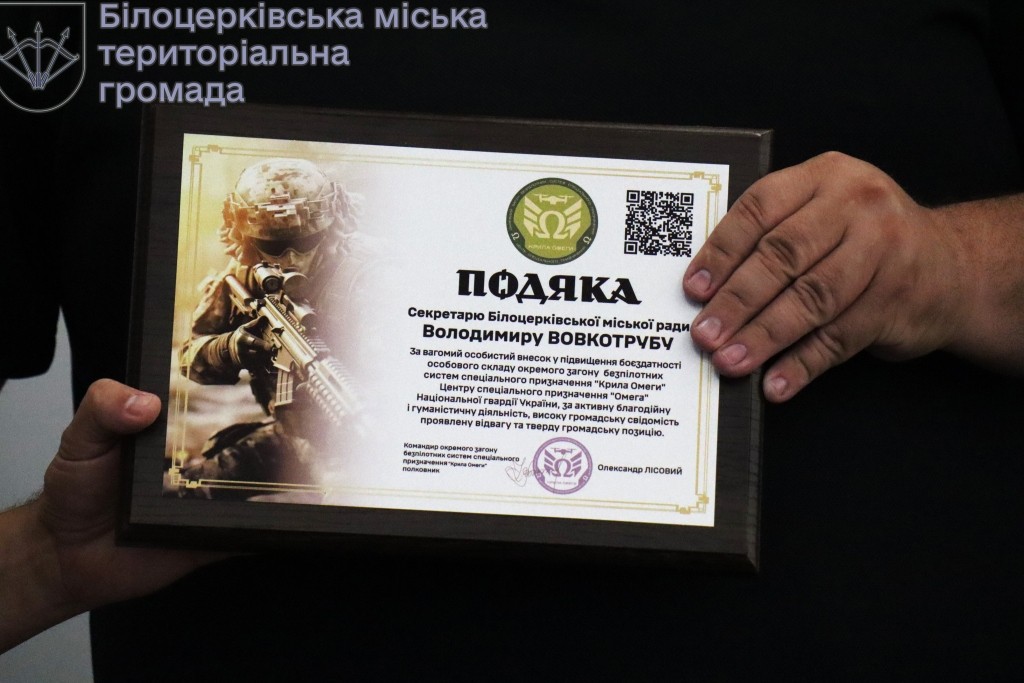 Білоцерківська міська
територіальна
громада
КРИЛА ОМЕГИ
ПОДЯКА
Секретарю Білоцерківської міської ради
Володимиру ВОВКОТРУБУ
За вагомий особистий внесок у підвищення боєздатності
особового складу окремого загону безпілотних
систем спеціального призначення "Крила Омеги"
Центру спеціального призначення "Омега"
Національної гвардії України, за активну благодійну
і гуманістичну діяльність, високу громадську свідомість
проявлену відвагу та тверду громадську позицію.
Командир окремого загону
безпілотних систем спеціального
призначення "Крила Омеги"
полковник
Олександр ЛІСОВИЙ